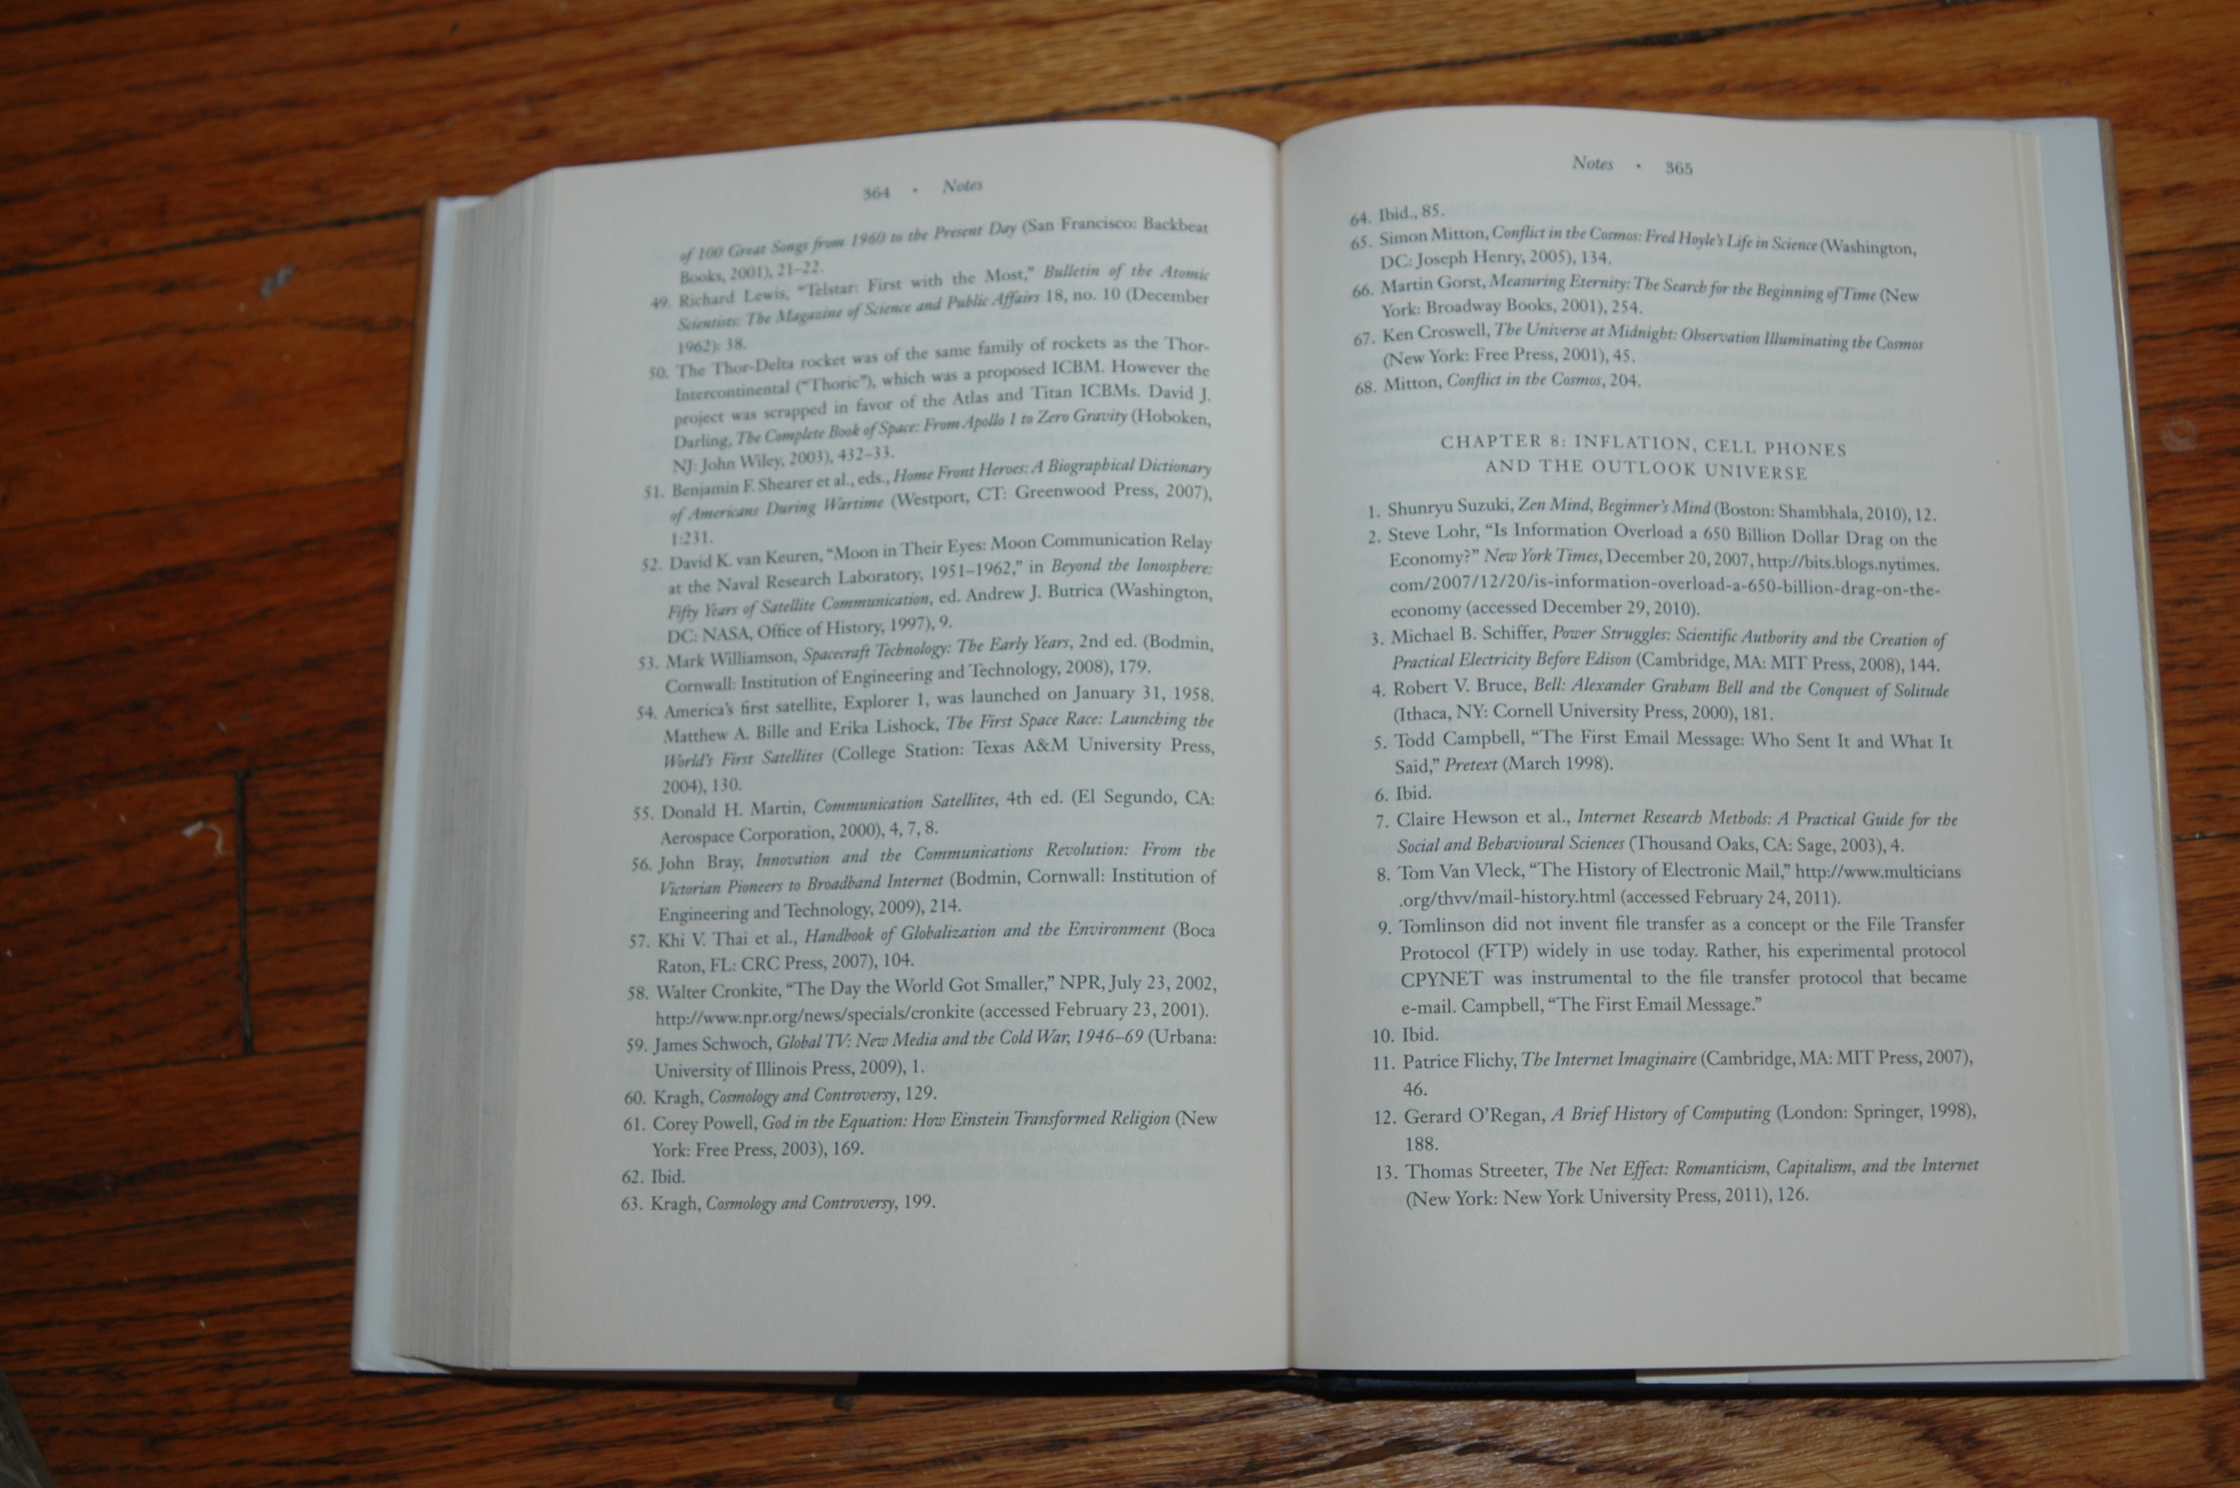 364 • Notes
of 100 Great Songs from 1960 to the Present Day (San Francisco: Backbeat
Books, 2001), 21–22.
49. Richard Lewis, “Telstar: First with the Most,” Bulletin of the Atomic
Scientists: The Magazine of Science and Public Affairs 18, no. 10 (December
1962), 38.
50. The Thor-Delta rocket was of the same family of rockets as the Thor-
Intercontinental (“Thoric”), which was a proposed ICBM. However the
project was scrapped in favor of the Atlas and Titan ICBMs. David J.
Darling, The Complete Book of Space: From Apollo 1 to Zero Gravity (Hoboken,
NJ: John Wiley, 2003), 432–33.
51. Benjamin F. Shearer et al., eds., Home Front Heroes: A Biographical Dictionary
of Americans During Wartime (Westport, CT: Greenwood Press, 2007),
1:231.
52. David K. van Keuren, “Moon in Their Eyes: Moon Communication Relay
at the Naval Research Laboratory, 1951–1962,” in Beyond the Ionosphere:
Fifty Years of Satellite Communication, ed. Andrew J. Butrica (Washington,
DC: NASA, Office of History, 1997), 9.
53. Mark Williamson, Spacecraft Technology: The Early Years, 2nd ed. (Bodmin,
Cornwall: Institution of Engineering and Technology, 2008), 179.
54. America’s first satellite, Explorer 1, was launched on January 31, 1958.
Matthew A. Bille and Erika Lishock, The First Space Race: Launching the
World’s First Satellites (College Station: Texas A&M University Press,
2004), 130.
55. Donald H. Martin, Communication Satellites, 4th ed. (El Segundo, CA:
Aerospace Corporation, 2000), 4, 7, 8.
56. John Bray, Innovation and the Communications Revolution: From the
Victorian Pioneers to Broadband Internet (Bodmin, Cornwall: Institution of
Engineering and Technology, 2009), 214.
57. Khi V. Thai et al., Handbook of Globalization and the Environment (Boca
Raton, FL: CRC Press, 2007), 104.
58. Walter Cronkite, “The Day the World Got Smaller,” NPR, July 23, 2002,
http://www.npr.org/news/specials/cronkite (accessed February 23, 2001).
59. James Schwoch, Global TV: New Media and the Cold War, 1946–69 (Urbana:
University of Illinois Press, 2009), 1.
60. Kragh, Cosmology and Controversy, 129.
61. Corey Powell, God in the Equation: How Einstein Transformed Religion (New
York: Free Press, 2003), 169.
62. Ibid.
63. Kragh, Cosmology and Controversy, 199.
Notes • 365
64. Ibid., 85.
65. Simon Mitton, Conflict in the Cosmos: Fred Hoyle’s Life in Science (Washington,
DC: Joseph Henry, 2005), 134.
66. Martin Gorst, Measuring Eternity: The Search for the Beginning of Time (New
York: Broadway Books, 2001), 254.
67. Ken Croswell, The Universe at Midnight: Observation Illuminating the Cosmos
(New York: Free Press, 2001), 45.
68. Mitton, Conflict in the Cosmos, 204.
CHAPTER 8: INFLATION, CELL PHONES
AND THE OUTLOOK UNIVERSE
1. Shunryu Suzuki, Zen Mind, Beginner’s Mind (Boston: Shambhala, 2010), 12.
2. Steve Lohr, “Is Information Overload a 650 Billion Dollar Drag on the
Economy?” New York Times, December 20, 2007, http://bits.blogs.nytimes.
com/2007/12/20/is-information-overload-a-650-billion-drag-on-the-
economy (accessed December 29, 2010).
3. Michael B. Schiffer, Power Struggles: Scientific Authority and the Creation of
Practical Electricity Before Edison (Cambridge, MA: MIT Press, 2008), 144.
4. Robert V. Bruce, Bell: Alexander Graham Bell and the Conquest of Solitude
(Ithaca, NY: Cornell University Press, 2000), 181.
5. Todd Campbell, “The First Email Message: Who Sent It and What It
Said,” Pretext (March 1998).
6. Ibid.
7. Claire Hewson et al., Internet Research Methods: A Practical Guide for the
Social and Behavioural Sciences (Thousand Oaks, CA: Sage, 2003), 4.
8. Tom Van Vleck, “The History of Electronic Mail,” http://www.multicians
.org/thvv/mail-history.html (accessed February 24, 2011).
9. Tomlinson did not invent file transfer as a concept or the File Transfer
Protocol (FTP) widely in use today. Rather, his experimental protocol
CPYNET was instrumental to the file transfer protocol that became
e-mail. Campbell, “The First Email Message.”
10. Ibid.
11. Patrice Flichy, The Internet Imaginaire (Cambridge, MA: MIT Press, 2007),
46.
12. Gerard O’Regan, A Brief History of Computing (London: Springer, 1998),
188.
13. Thomas Streeter, The Net Effect: Romanticism, Capitalism, and the Internet
(New York: New York University Press, 2011), 126.